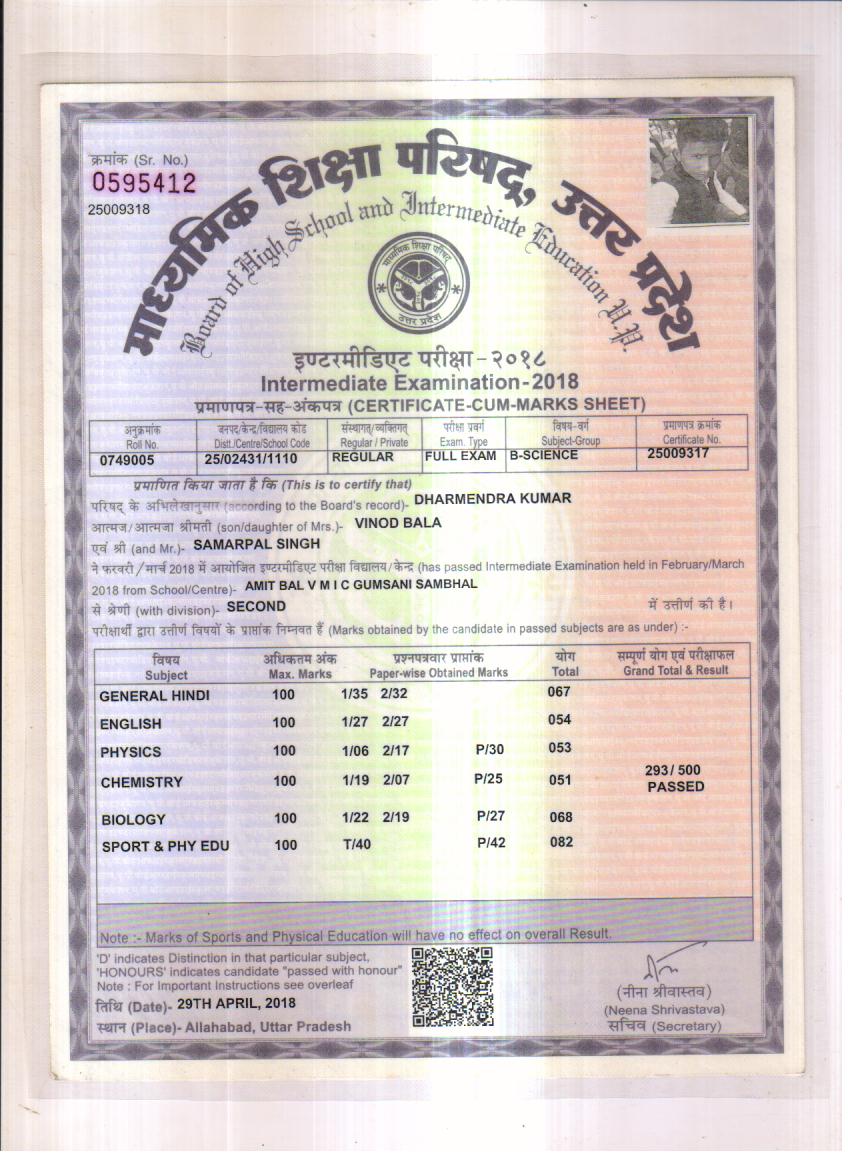 क्रमांक (Sr. No.)
0595412
25009318
माध्यमिक शिक्षा परिषद्, उत्तर प्रदेश
Board of High School and Intermediate Education U.P.
माध्यमिक शिक्षा परिषद्
उत्तर प्रदेश
इण्टरमीडिएट परीक्षा-२०१८
Intermediate Examination-2018
प्रमाणपत्र-सह-अंकपत्र (CERTIFICATE-CUM-MARKS SHEET)
अनुक्रमांक जनपद/केन्द्र/विद्यालय कोड संस्थागत/व्यक्तिगत परीक्षा प्रवर्ग विषय-वर्ग प्रमाणपत्र क्रमांक
Roll No. Distt./Centre/School Code Regular / Private Exam. Type Subject-Group Certificate No.
0749005 25/02431/1110 REGULAR FULL EXAM B-SCIENCE 25009317
प्रमाणित किया जाता है कि (This is to certify that)
परिषद् के अभिलेखानुसार (according to the Board's record)- DHARMENDRA KUMAR
आत्मज/आत्मजा श्रीमती (son/daughter of Mrs.)- VINOD BALA
एवं श्री (and Mr.)- SAMARPAL SINGH
ने फरवरी/मार्च 2018 में आयोजित इण्टरमीडिएट परीक्षा विद्यालय/केन्द्र (has passed Intermediate Examination held in February/March
2018 from School/Centre)- AMIT BAL V M I C GUMSANI SAMBHAL
से श्रेणी (with division)- SECOND में उत्तीर्ण की है।
परीक्षार्थी द्वारा उत्तीर्ण विषयों के प्राप्तांक निम्नवत हैं (Marks obtained by the candidate in passed subjects are as under) :-
विषय अधिकतम अंक प्रश्नपत्रवार प्राप्तांक योग सम्पूर्ण योग एवं परीक्षाफल
Subject Max. Marks Paper-wise Obtained Marks Total Grand Total & Result
GENERAL HINDI 100 1/35 2/32 067
ENGLISH 100 1/27 2/27 054
PHYSICS 100 1/06 2/17 P/30 053
CHEMISTRY 100 1/19 2/07 P/25 051 293/ 500
PASSED
BIOLOGY 100 1/22 2/19 P/27 068
SPORT & PHY EDU 100 T/40 P/42 082
Note :- Marks of Sports and Physical Education will have no effect on overall Result.
'D' indicates Distinction in that particular subject,
'HONOURS' indicates candidate "passed with honour"
Note : For Important Instructions see overleaf
तिथि (Date)- 29TH APRIL, 2018
स्थान (Place)- Allahabad, Uttar Pradesh
(नीना श्रीवास्तव)
(Neena Shrivastava)
सचिव (Secretary)